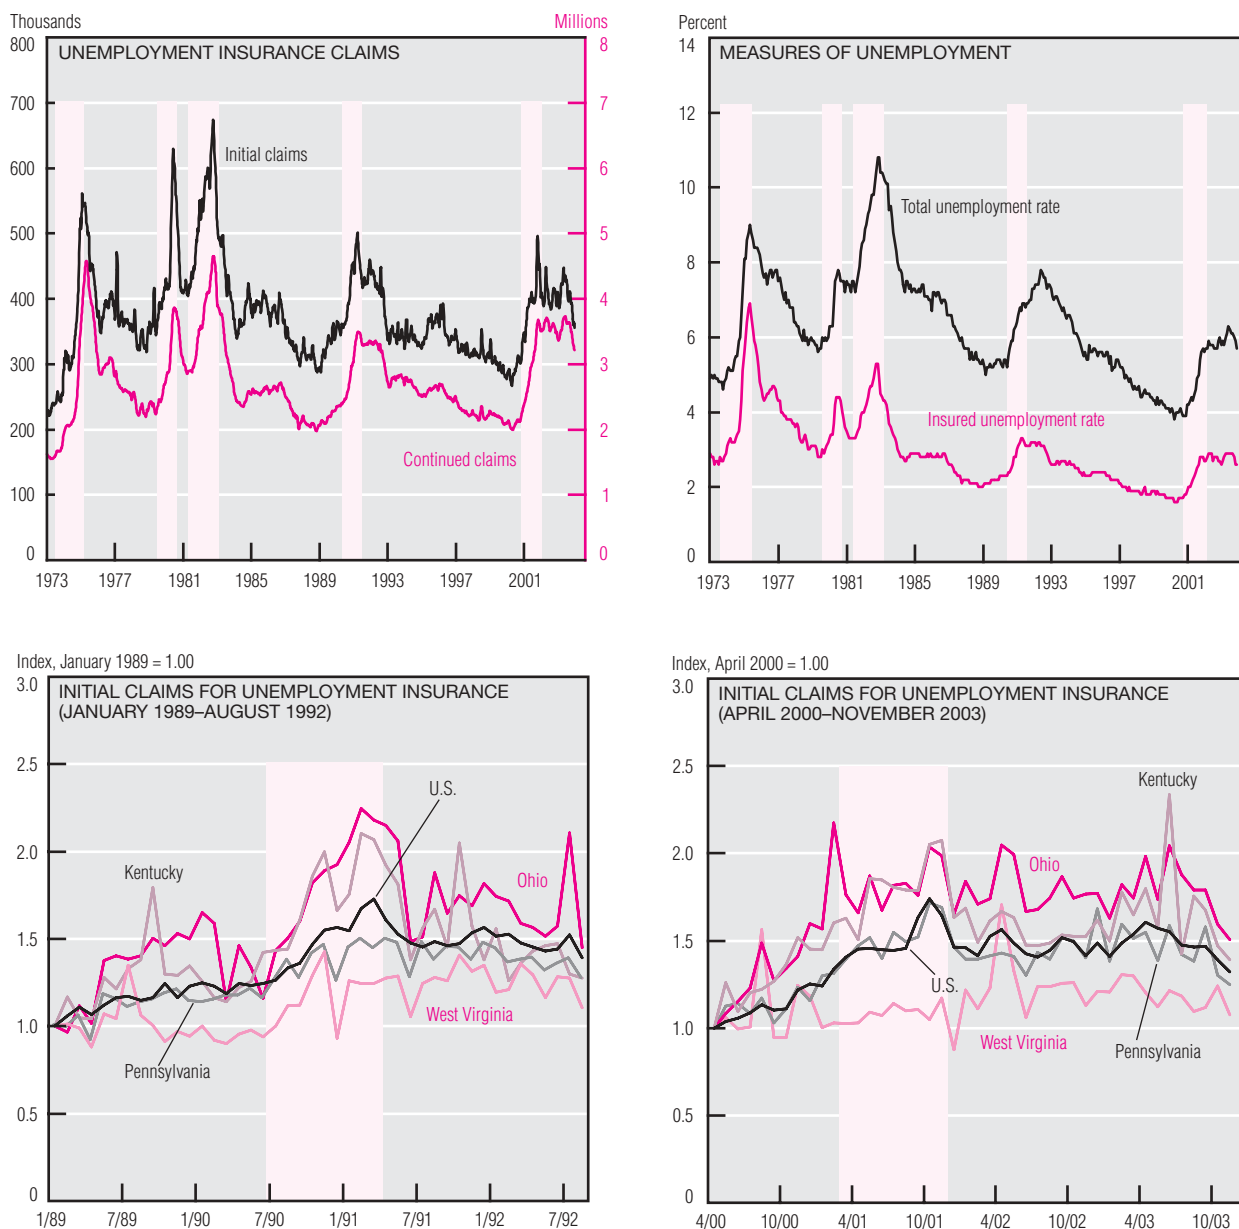 Thousands
Millions
UNEMPLOYMENT INSURANCE CLAIMS
800
700
600
500
400
300
200
100
0
8
7
6
5
4
3
2
1
0
Initial claims
Continued claims
1973 1977 1981 1985 1989 1993 1997 2001
Percent
MEASURES OF UNEMPLOYMENT
14
12
10
8
6
4
2
0
Total unemployment rate
Insured unemployment rate
1973 1977 1981 1985 1989 1993 1997 2001
Index, January 1989 = 1.00
INITIAL CLAIMS FOR UNEMPLOYMENT INSURANCE
(JANUARY 1989–AUGUST 1992)
3.0
2.5
2.0
1.5
1.0
0.5
0
U.S.
Kentucky
Ohio
West Virginia
Pennsylvania
1/89 7/89 1/90 7/90 1/91 7/91 1/92 7/92
Index, April 2000 = 1.00
INITIAL CLAIMS FOR UNEMPLOYMENT INSURANCE
(APRIL 2000–NOVEMBER 2003)
3.0
2.5
2.0
1.5
1.0
0.5
0
Kentucky
Ohio
U.S.
West Virginia
Pennsylvania
4/00 10/00 4/01 10/01 4/02 10/02 4/03 10/03